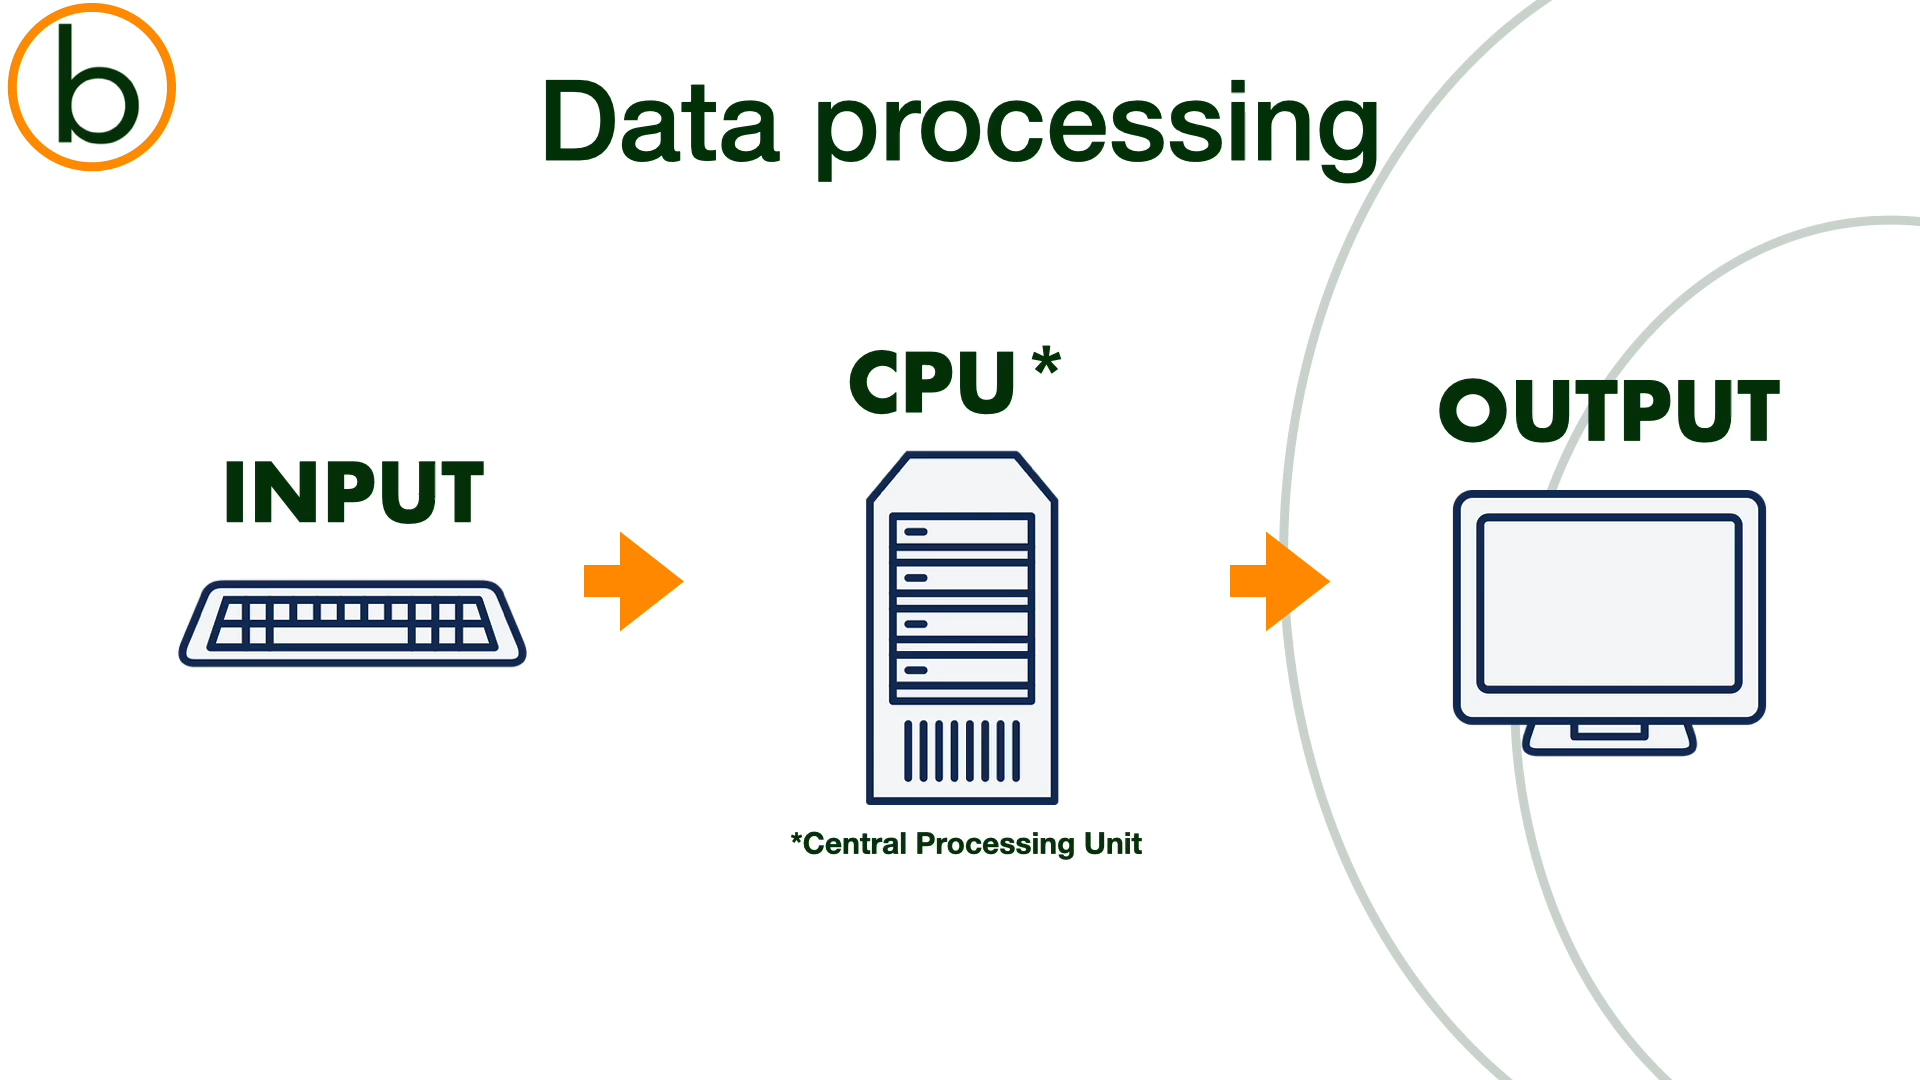 b
Data processing
INPUT
CPU*
OUTPUT
*Central Processing Unit